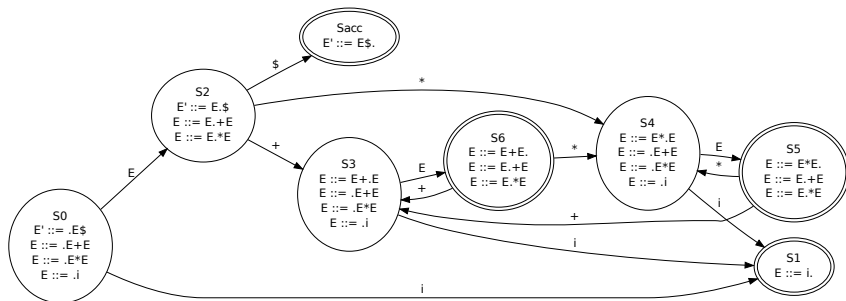 Sacc
E' ::= E$.
$
S2
E' ::= E.$
E ::= E.+E
E ::= E.*E
*
+
E
S0
E' ::= .E$
E ::= .E+E
E ::= .E*E
E ::= .i
S3
E ::= E+.E
E ::= .E+E
E ::= .E*E
E ::= .i
E
+
S6
E ::= E+E.
E ::= E.+E
E ::= E.*E
*
S4
E ::= E*.E
E ::= .E+E
E ::= .E*E
E ::= .i
E
*
S5
E ::= E*E.
E ::= E.+E
E ::= E.*E
+
i
i
i
S1
E ::= i.